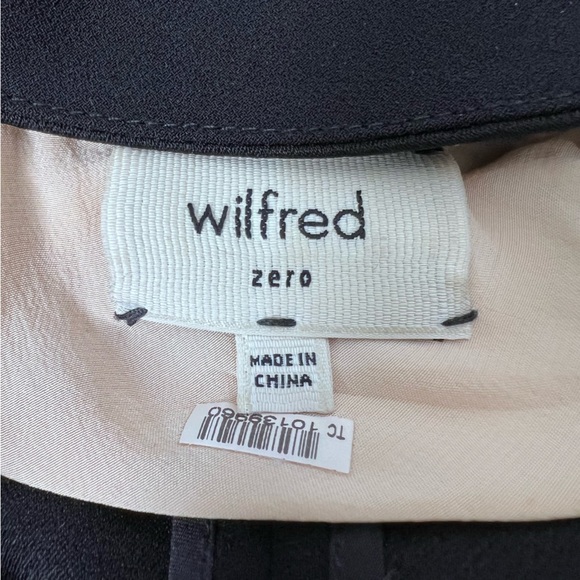 wilfred
zero
MADE IN
CHINA
TC 10139960